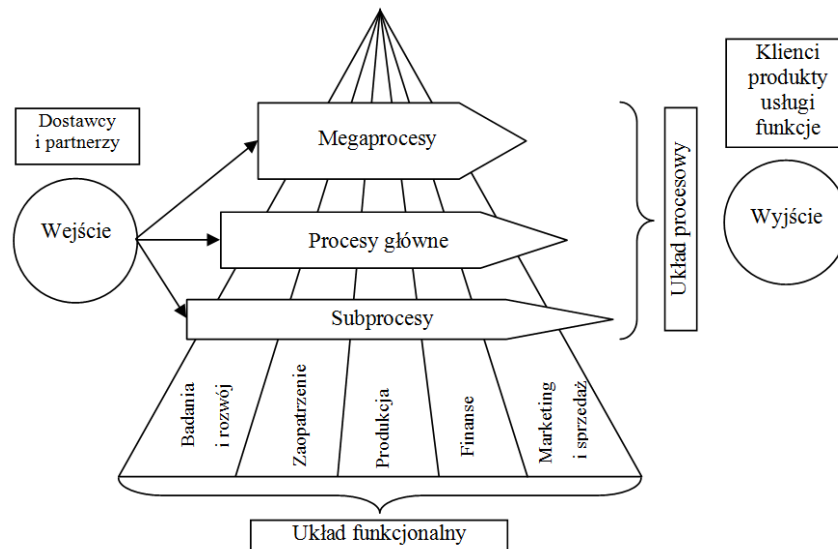 Klienci
produkty
usługi
funkcje
Dostawcy
i partnerzy
Megaprocesy
Wejście
Procesy główne
Układ procesowy
Wyjście
Subprocesy
Badania
i rozwój
Zaopatrzenie
Produkcja
Finanse
Marketing
i sprzedaż
Układ funkcjonalny